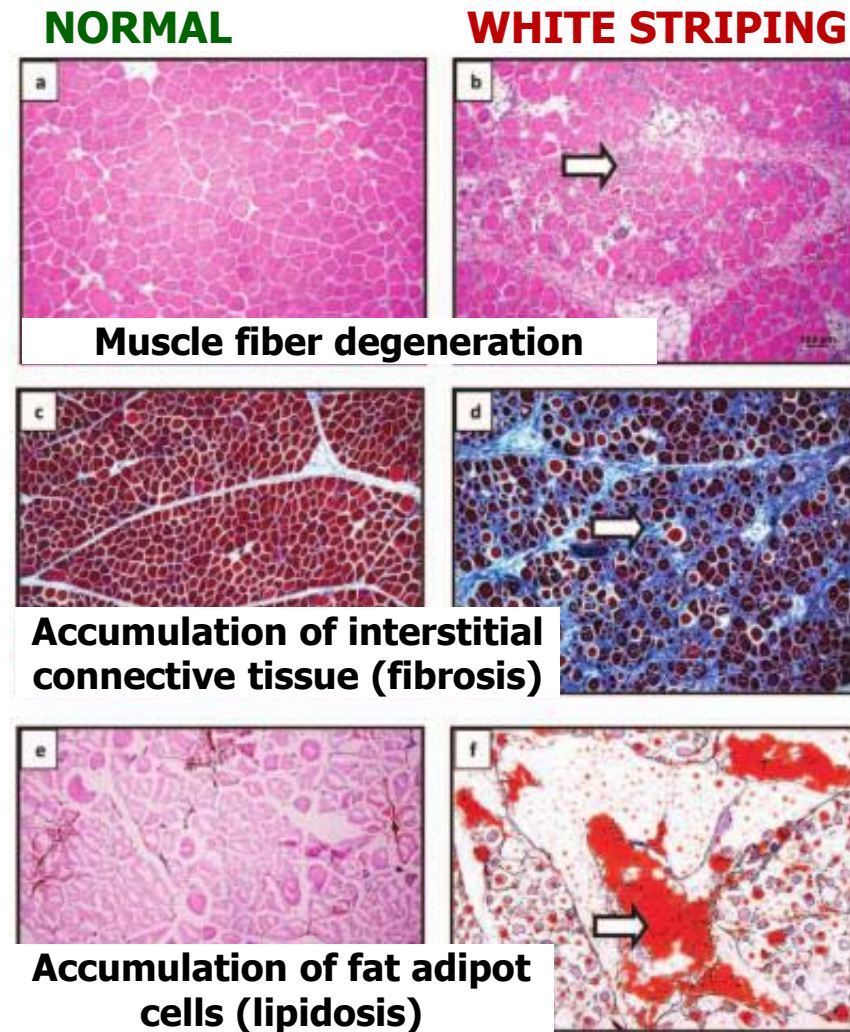 NORMAL WHITE STRIPING
a b
Muscle fiber degeneration
c d
Accumulation of interstitial
connective tissue (fibrosis)
e f
Accumulation of fat adipot
cells (lipidosis)